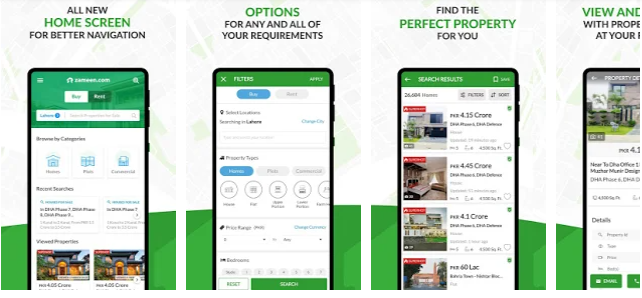 ALL NEW
HOME SCREEN
FOR BETTER NAVIGATION
zameen.com
Buy
Rent
Lahore
Browse by Categories
Homes
Plots
Commercial
Recent Searches
Viewed Properties
PKR 4.05 Crore
PKR 4.05 Crore
OPTIONS
FOR ANY AND ALL OF
YOUR REQUIREMENTS
FILTERS
APPLY
Buy
Rent
Select Locations
Searching in Lahore
Change City
Property Types
Homes
Plots
Commercial
House
Flat
Upper
Portion
Lower
Portion
Farm
Price Range (PKR)
Change Currency
0
Any
Bedrooms
RESET
SEARCH
FIND THE
PERFECT PROPERTY
FOR YOU
SEARCH RESULTS
SAVE
26,684 Homes
FILTERS
SORT
PKR 4.15 Crore
DHA Phase 6, DHA Defence
PKR 4.45 Crore
DHA Phase 5, DHA Defence
PKR 4.1 Crore
DHA Phase 6, DHA Defence
PKR 60 Lac
VIEW AND
WITH PROPE
AT YOUR F
PROPERTY DE
PKR 4.1
Near To Dha Office 1
Mazhar Munir Design
DHA Phase 6, DHA D
Details
Property Id
Type
Price
EMAIL